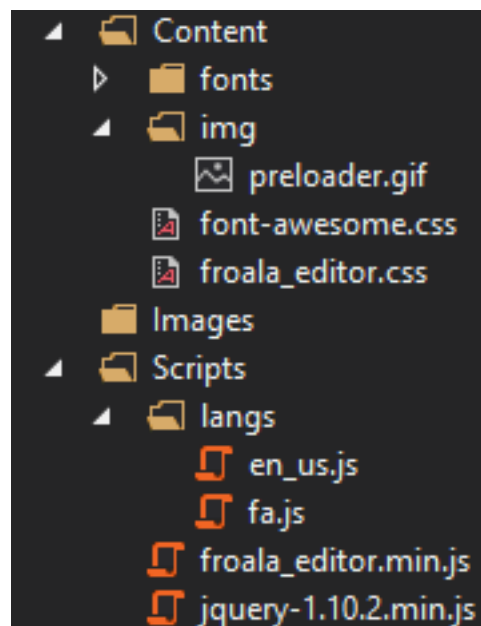 Content
fonts
img
preloader.gif
font-awesome.css
froala_editor.css
Images
Scripts
langs
en_us.js
fa.js
froala_editor.min.js
jquery-1.10.2.min.js